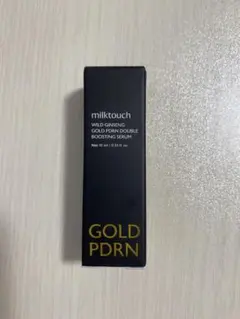 milktouch
WILD GINSENG
GOLD PDRN DOUBLE
BOOSTING SERUM
GOLD
PDRN